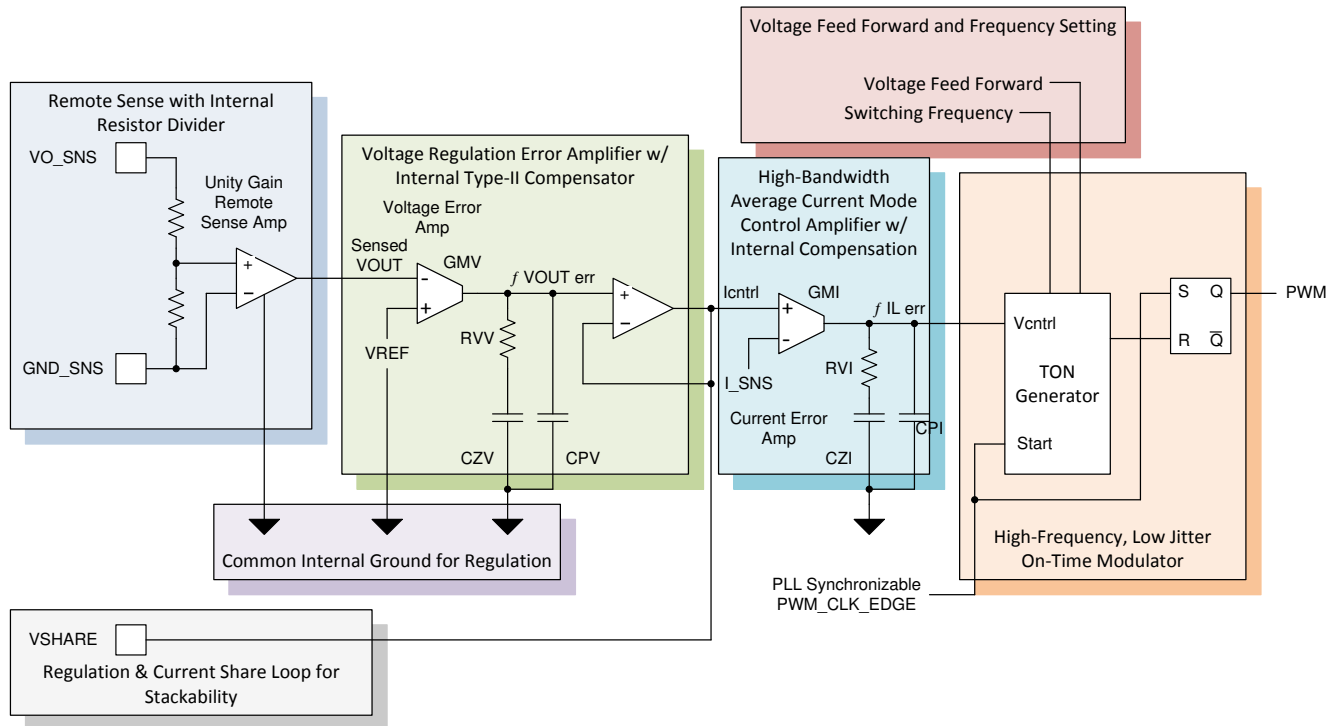 Voltage Feed Forward and Frequency Setting
Voltage Feed Forward
Switching Frequency
Remote Sense with Internal
Resistor Divider
VO_SNS
Unity Gain
Remote
Sense Amp
+
−
GND_SNS
Voltage Regulation Error Amplifier w/
Internal Type-II Compensator
Voltage Error
Amp
Sensed
VOUT
GMV
-
+
VREF
ƒ VOUT err
RVV
CZV
CPV
+
−
High-Bandwidth
Average Current Mode
Control Amplifier w/
Internal Compensation
Icntrl
GMI
+
-
I_SNS
ƒ IL err
RVI
Current Error
Amp
CPI
CZI
Vcntrl
TON
Generator
Start
S
Q
R
Q
PWM
High-Frequency, Low Jitter
On-Time Modulator
PLL Synchronizable
PWM_CLK_EDGE
Common Internal Ground for Regulation
VSHARE
Regulation & Current Share Loop for
Stackability